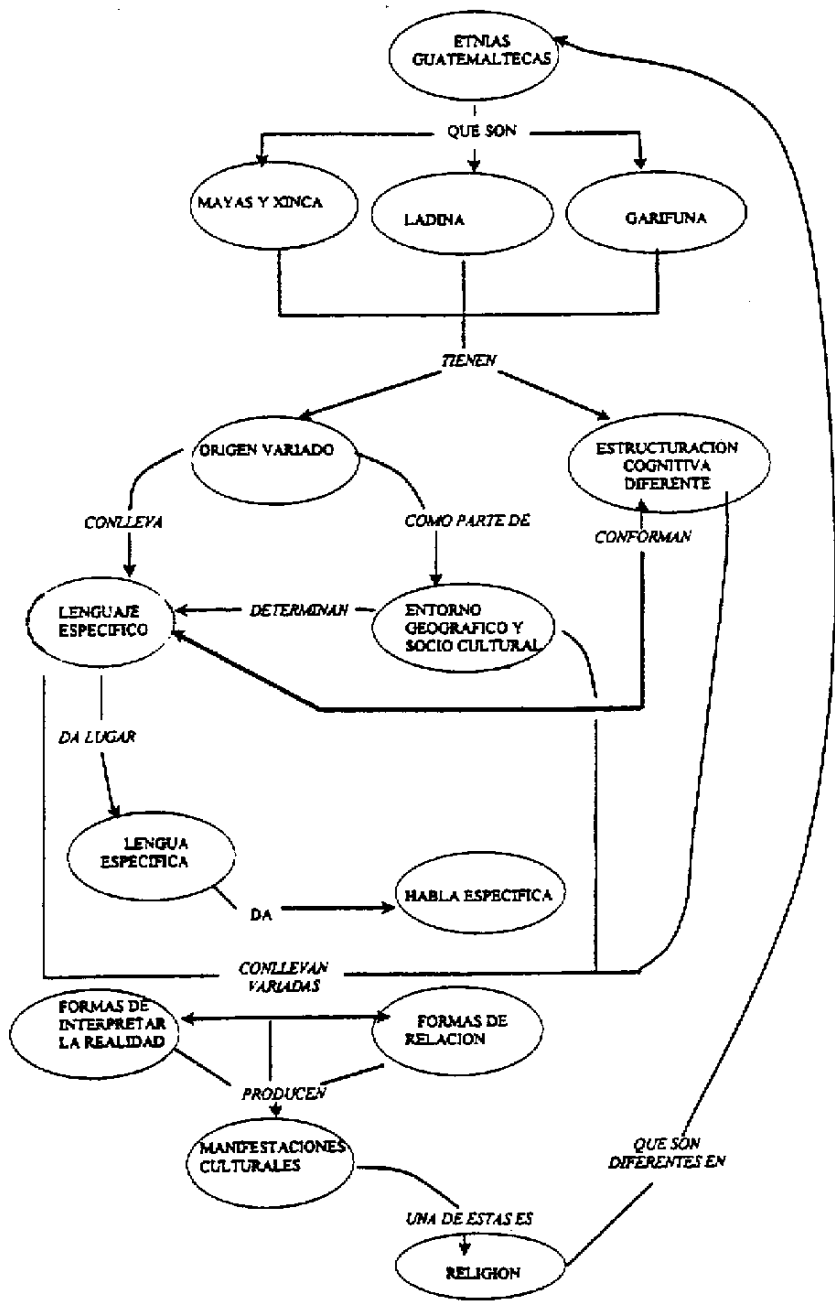 ETNIAS
GUATEMALTECAS
QUE SON
MAYAS Y XINCA
LADINA
GARIFUNA
TIENEN
ORIGEN VARIADO
ESTRUCTURACION
COGNITIVA
DIFERENTE
CONLLEVA
COMO PARTE DE
CONFORMAN
LENGUAJE
ESPECIFICO
DETERMINAN
ENTORNO
GEOGRAFICO Y
SOCIO CULTURAL
DA LUGAR
LENGUA
ESPECIFICA
DA
HABLA ESPECIFICA
CONLLEVAN
VARIADAS
FORMAS DE
INTERPRETAR
LA REALIDAD
FORMAS DE
RELACION
PRODUCEN
MANIFESTACIONES
CULTURALES
QUE SON
DIFERENTES EN
UNA DE ESTAS ES
RELIGION